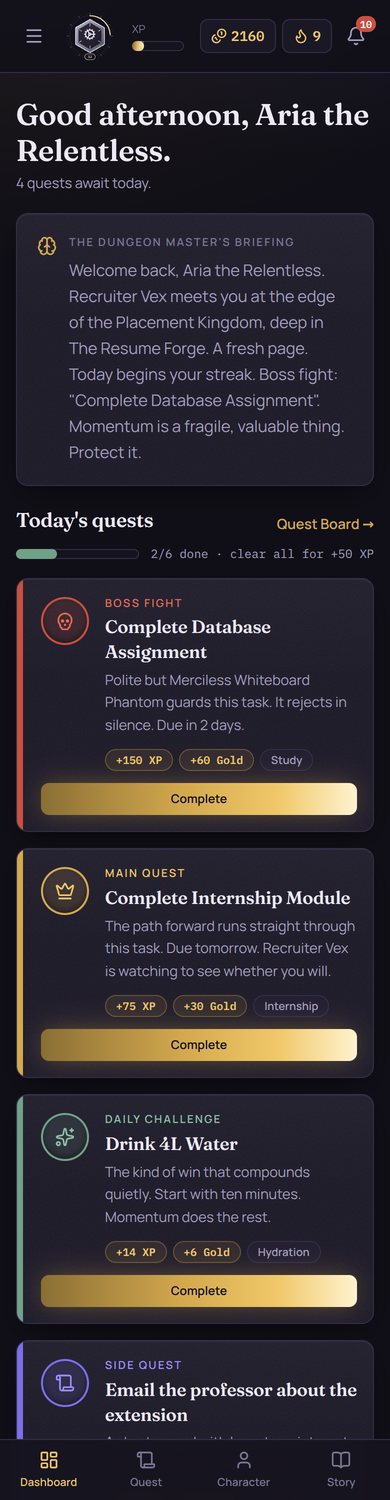 XP
2160
9
10
Good afternoon, Aria the
Relentless.
4 quests await today.
THE DUNGEON MASTER'S BRIEFING
Welcome back, Aria the Relentless.
Recruiter Vex meets you at the edge
of the Placement Kingdom, deep in
The Resume Forge. A fresh page.
Today begins your streak. Boss fight:
"Complete Database Assignment".
Momentum is a fragile, valuable thing.
Protect it.
Today's quests
Quest Board →
2/6 done · clear all for +50 XP
BOSS FIGHT
Complete Database
Assignment
Polite but Merciless Whiteboard
Phantom guards this task. It rejects in
silence. Due in 2 days.
+150 XP
+60 Gold
Study
Complete
MAIN QUEST
Complete Internship Module
The path forward runs straight through
this task. Due tomorrow. Recruiter Vex
is watching to see whether you will.
+75 XP
+30 Gold
Internship
Complete
DAILY CHALLENGE
Drink 4L Water
The kind of win that compounds
quietly. Start with ten minutes.
Momentum does the rest.
+14 XP
+6 Gold
Hydration
Complete
SIDE QUEST
Email the professor about the
extension
Dashboard
Quest
Character
Story